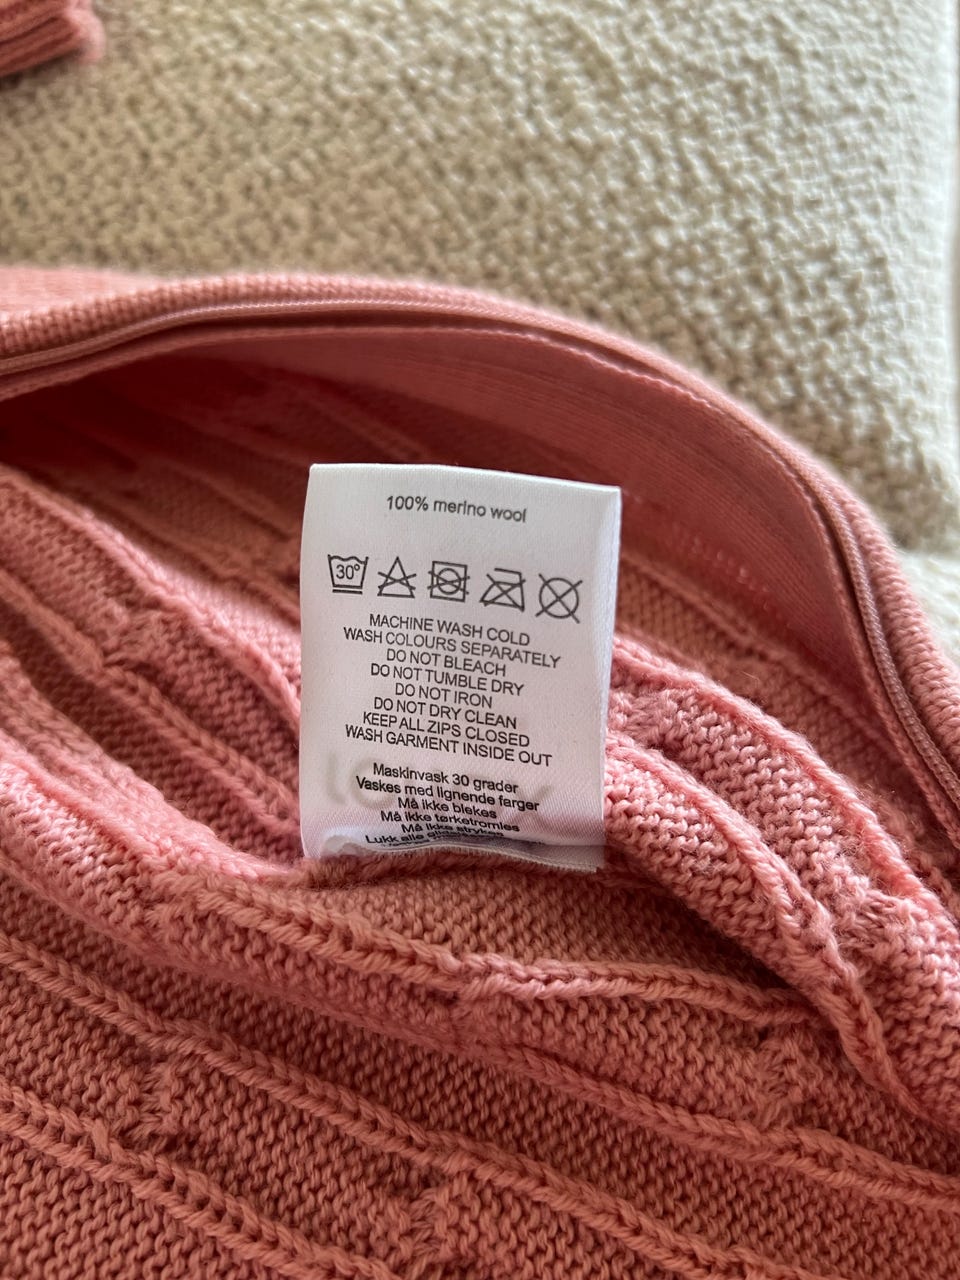 100% merino wool
30°
MACHINE WASH COLD
WASH COLOURS SEPARATELY
DO NOT BLEACH
DO NOT TUMBLE DRY
DO NOT IRON
DO NOT DRY CLEAN
KEEP ALL ZIPS CLOSED
WASH GARMENT INSIDE OUT
Maskinvask 30 grader
Vaskes med lignende farger
Må ikke blekes
Må ikke tørketromles
Må ikke strykes
Lukk alle